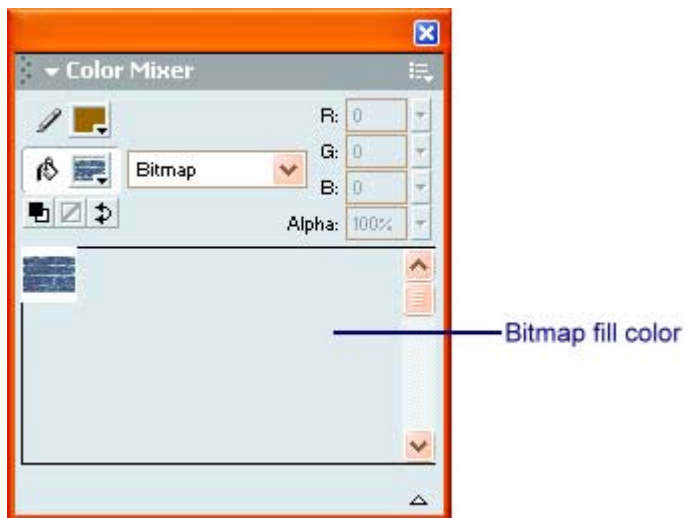 Color Mixer
R: 0
G: 0
Bitmap
B: 0
Alpha: 100%
Bitmap fill color